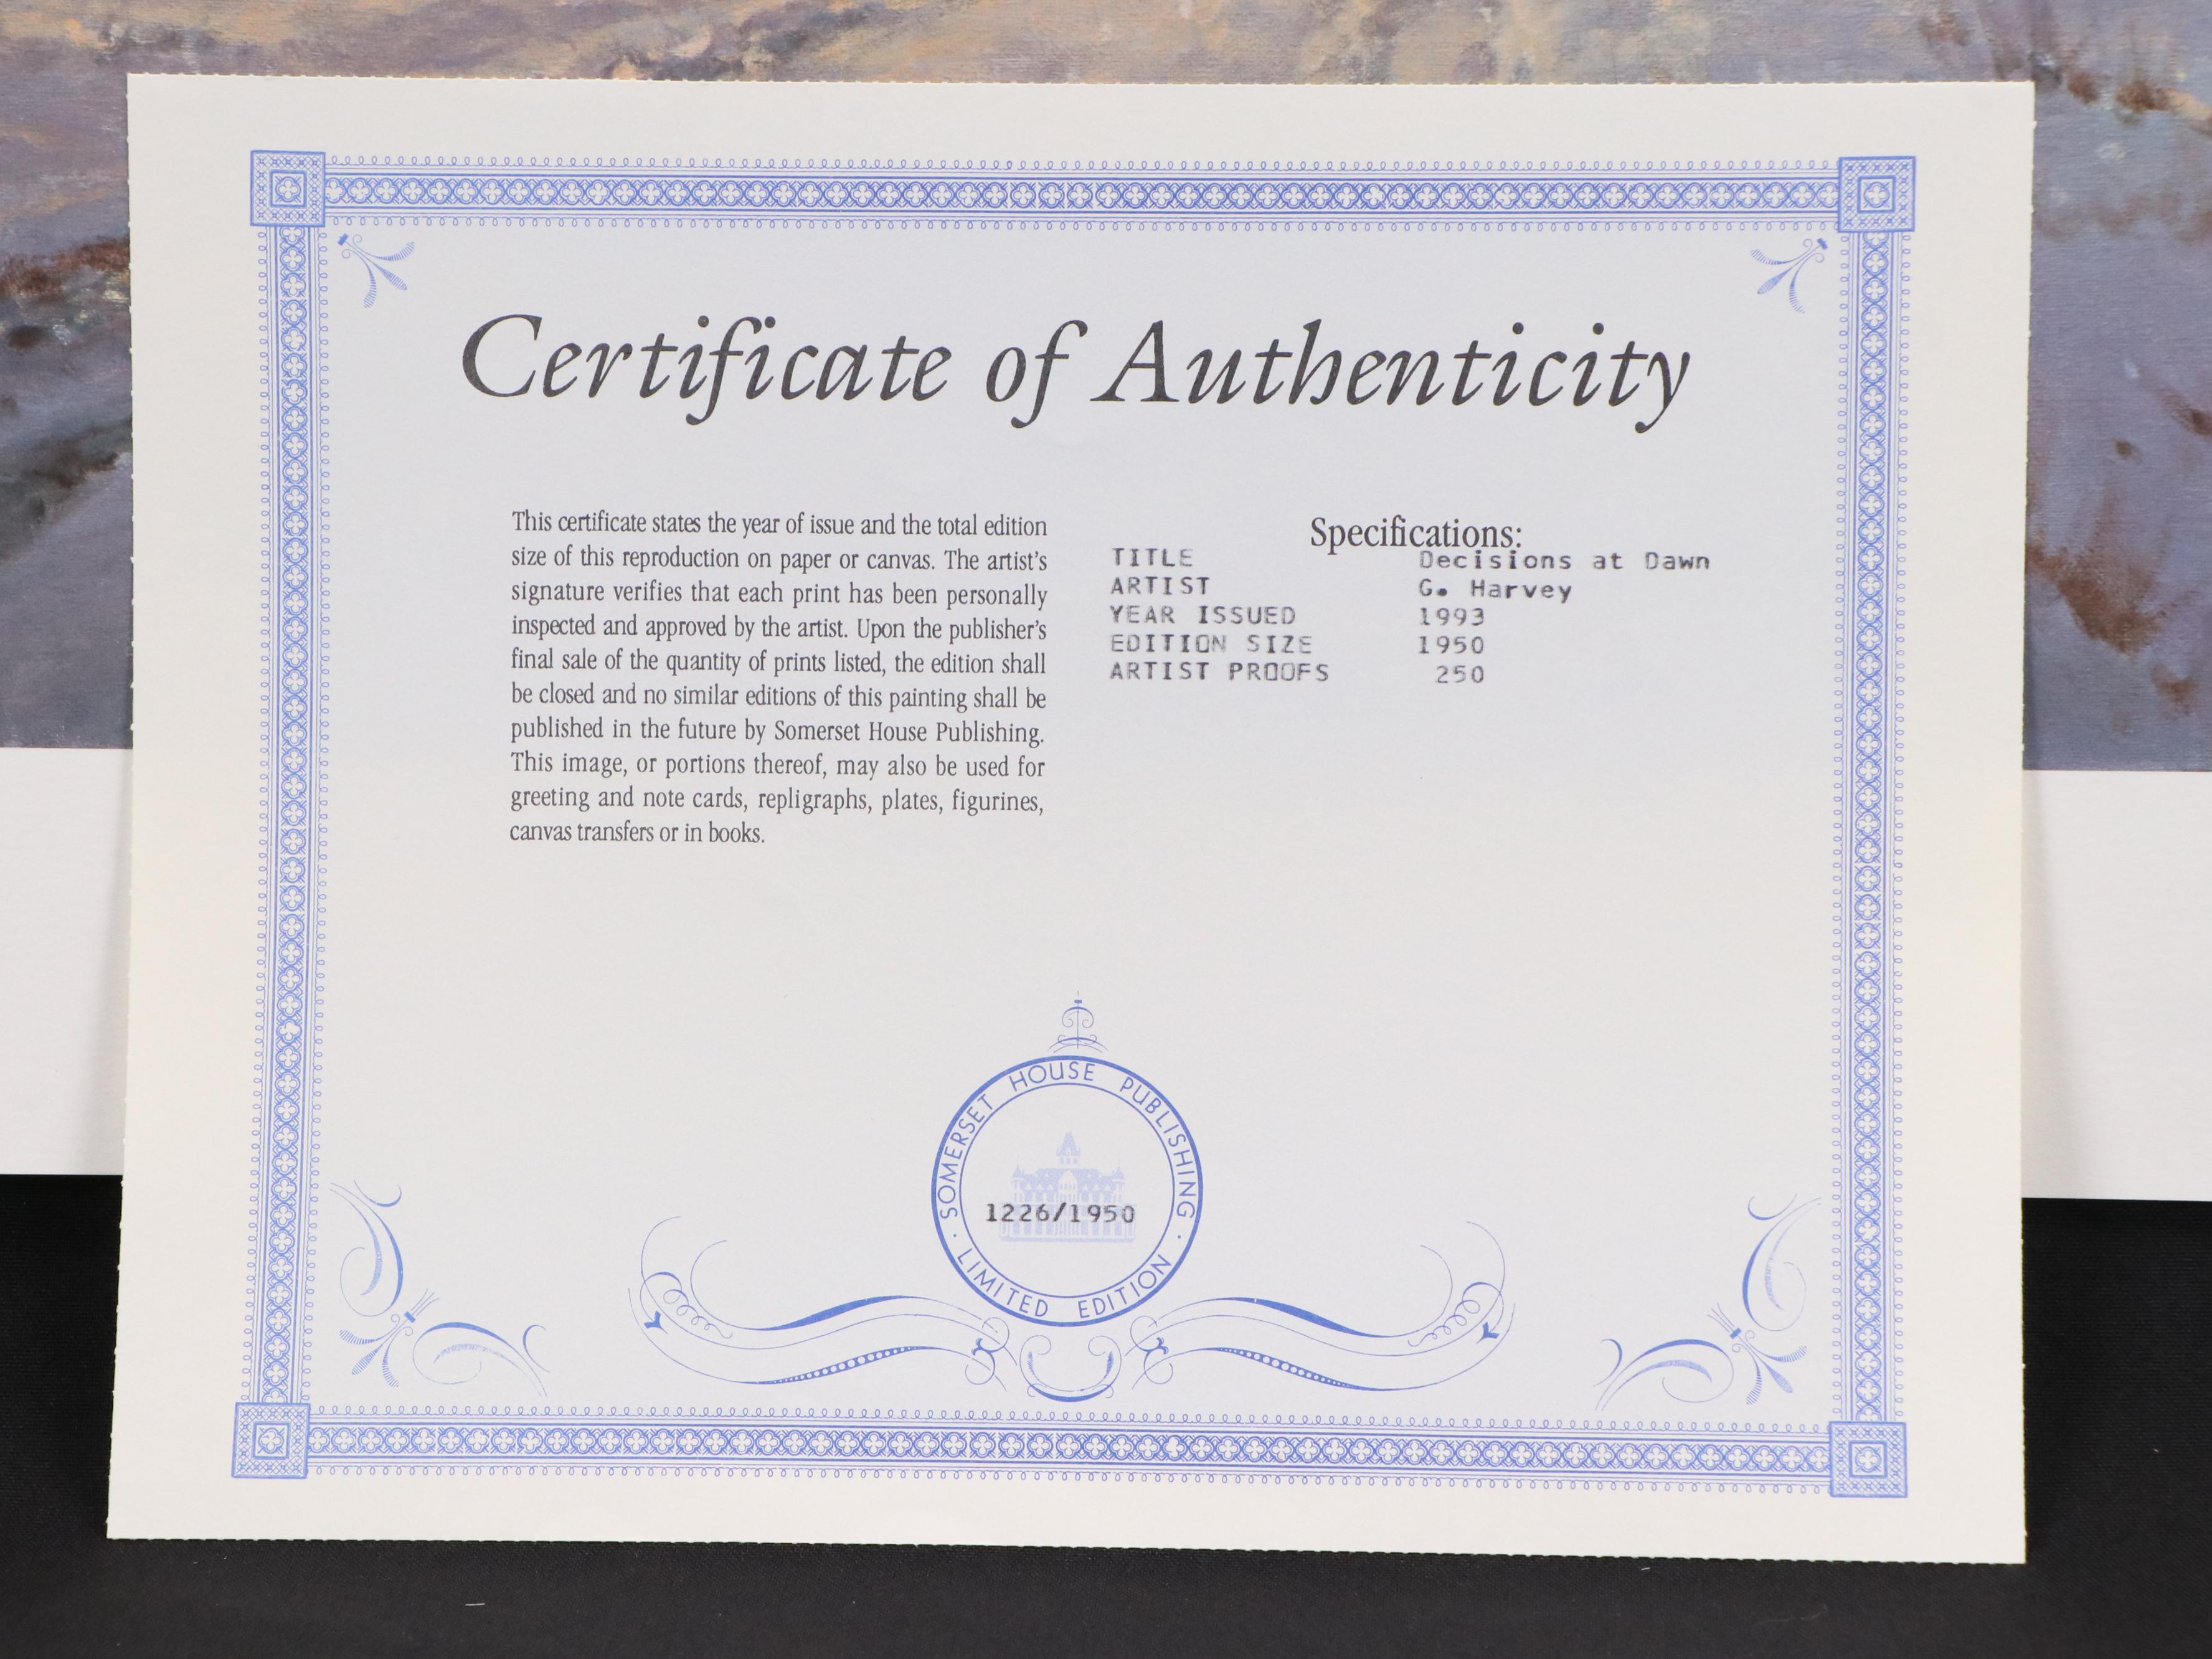 Certificate of Authenticity
This certificate states the year of issue and the total edition
size of this reproduction on paper or canvas. The artist's
signature verifies that each print has been personally
inspected and approved by the artist. Upon the publisher's
final sale of the quantity of prints listed, the edition shall
be closed and no similar editions of this painting shall be
published in the future by Somerset House Publishing.
This image, or portions thereof, may also be used for
greeting and note cards, repligraphs, plates, figurines,
canvas transfers or in books.
Specifications:
TITLE Decisions at Dawn
ARTIST G. Harvey
YEAR ISSUED 1993
EDITION SIZE 1950
ARTIST PROOFS 250
SOMERSET HOUSE PUBLISHING
1226/1950
· LIMITED EDITION ·